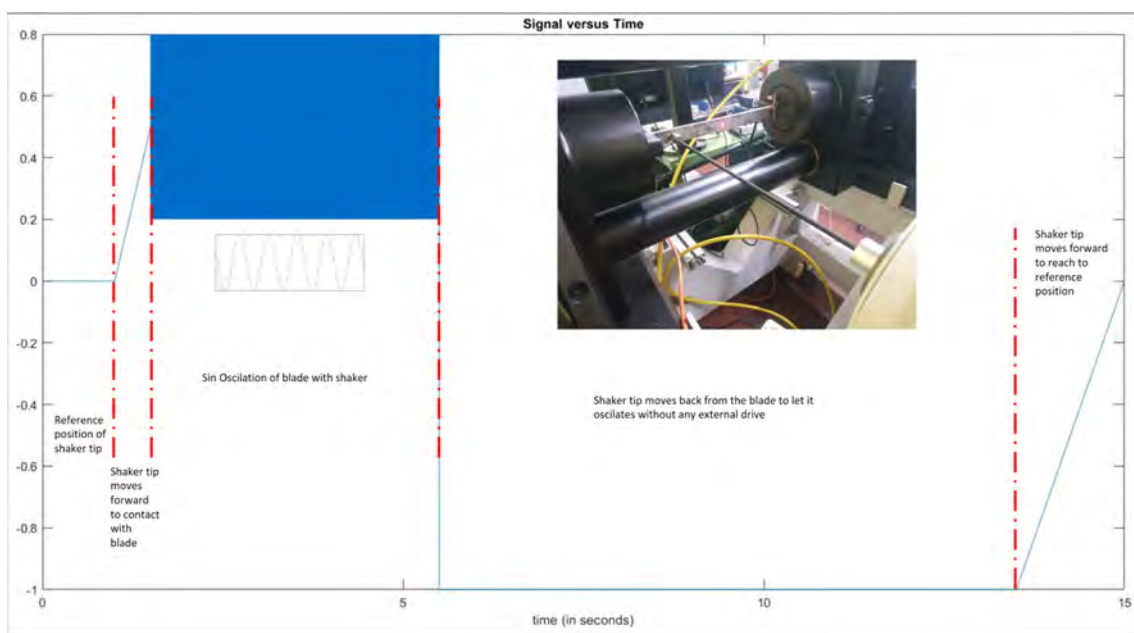 Signal versus Time
0.8
0.6
0.4
0.2
0
-0.2
-0.4
-0.6
-0.8
-1
Sin Oscilation of blade with shaker
Reference
position of
shaker tip
Shaker tip
moves
forward
to contact
with
blade
Shaker tip moves back from the blade to let it
oscilates without any external drive
Shaker tip
moves forward
to reach to
reference
position
0
5
10
15
time (in seconds)